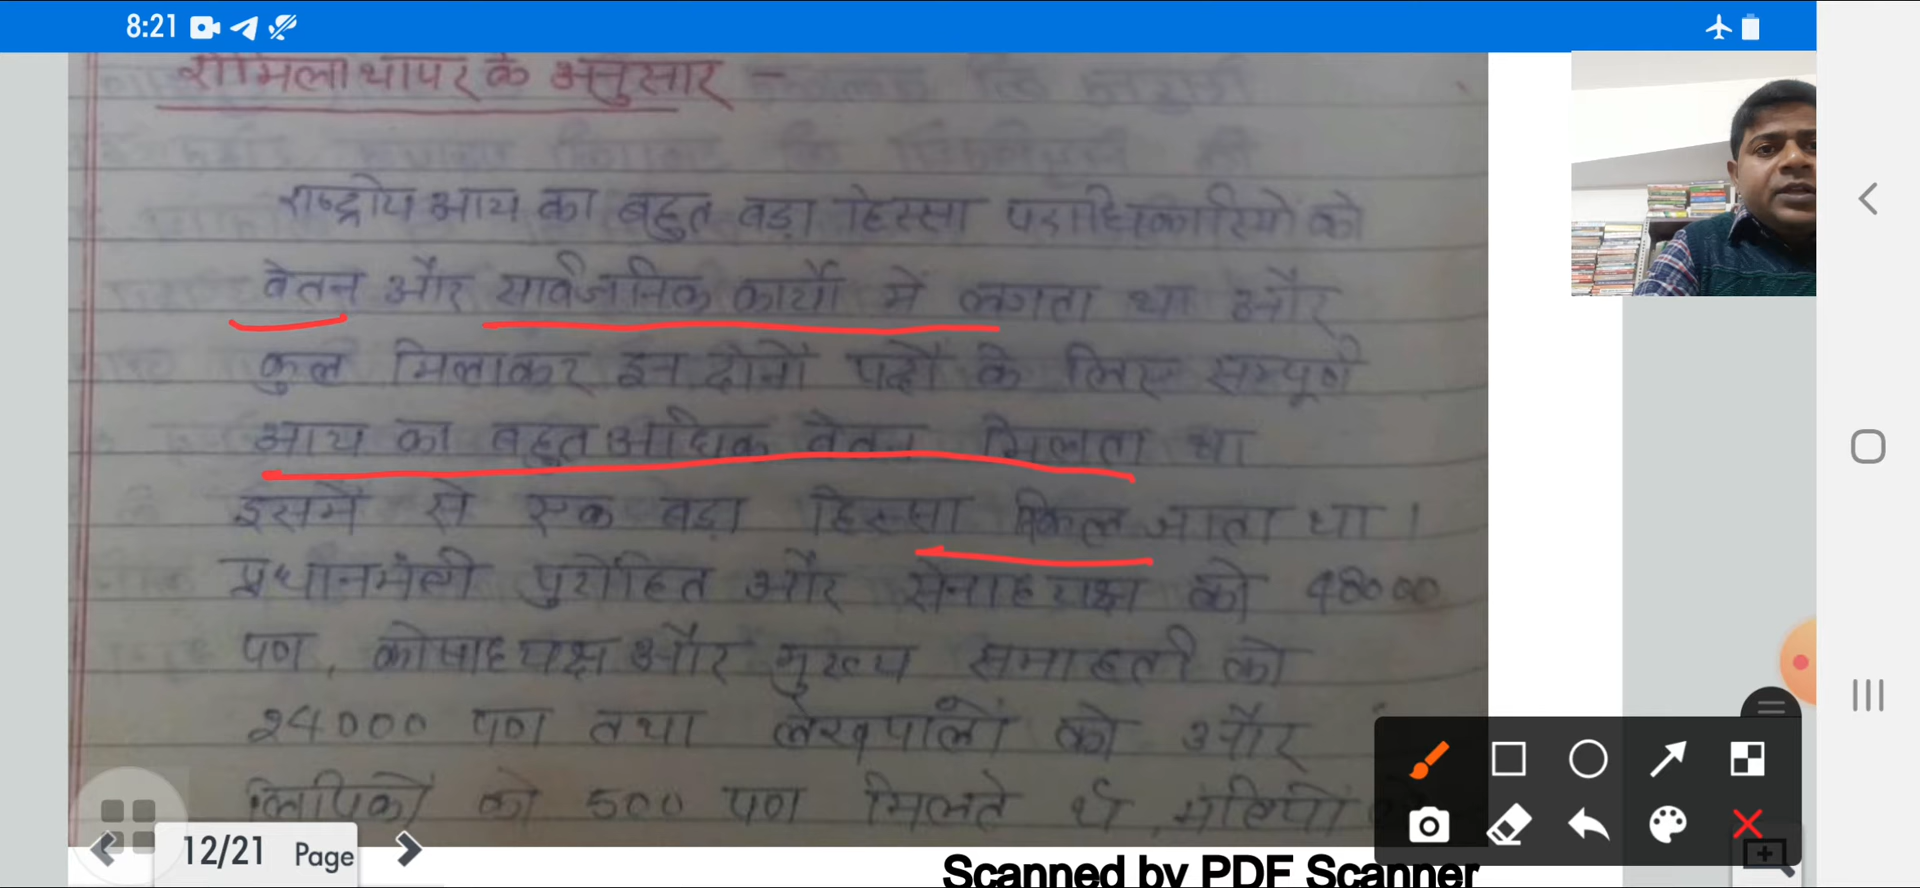 8:21
रोमिला थापर के अनुसार -
राष्ट्रीय आय का बहुत बड़ा हिस्सा पदाधिकारियों को
वेतन और सार्वजनिक कार्यों में लगता था और
कुल मिलाकर इन दोनों पदों के लिए सम्पूर्ण
आय का बहुत अधिक वेतन मिलता था
इसमें से एक बड़ा हिस्सा निकल जाता था।
प्रधानमंत्री पुरोहित और सेनाध्यक्ष को 48000
पण, कोषाध्यक्ष और मुख्य समाहर्ता को
24000 पण तथा लेखपालों को और
लिपिकों को 500 पण मिलते थे, मंत्रियों
12/21 Page
Scanned by PDF Scanner